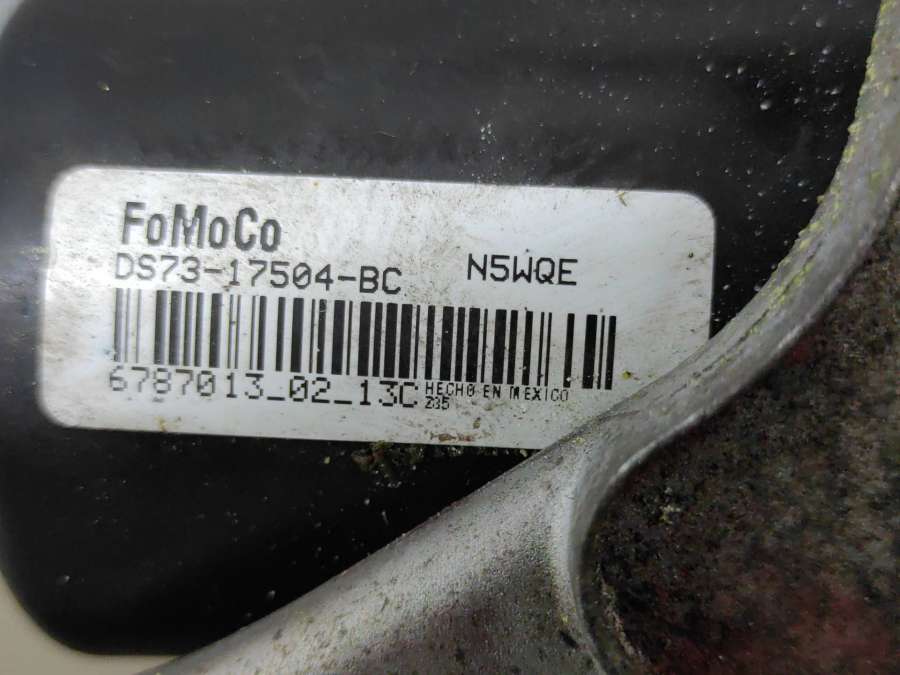 FoMoCo
DS73-17504-BC N5WQE
6787013_02_13C HECHO EN MEXICO
235